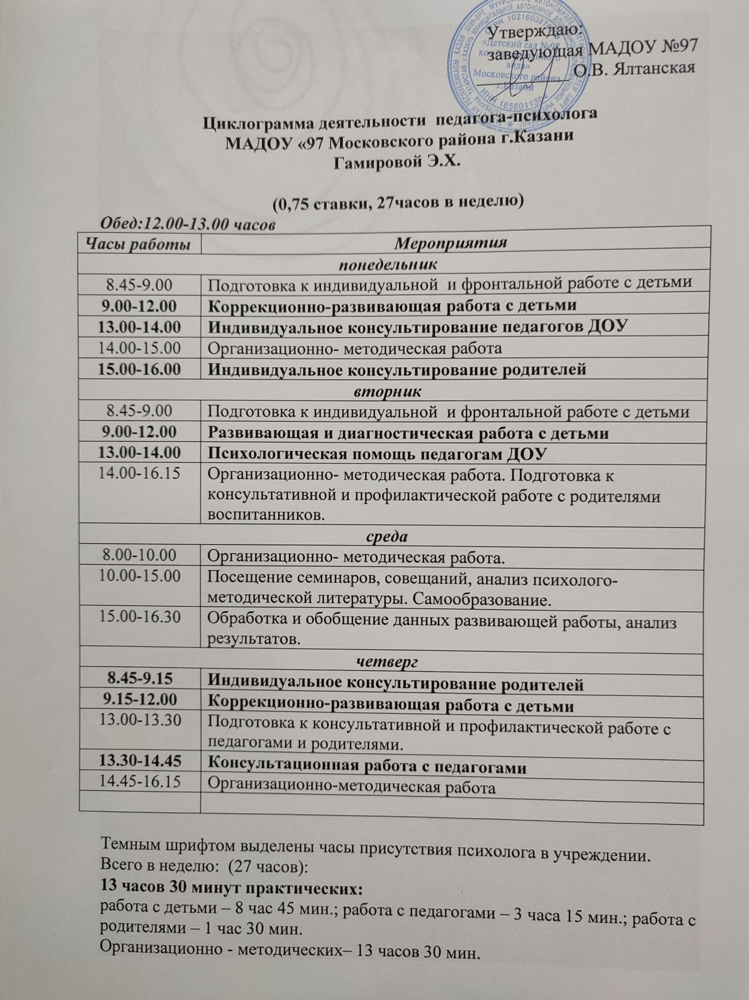 Утверждаю:
заведующая МАДОУ №97
О.В. Ялтанская
«Детский сад №97
вида»
Московского района
г.Казани
ИНН 1656011304
Циклограмма деятельности педагога-психолога
МАДОУ «97 Московского района г.Казани
Гамировой Э.Х.
(0,75 ставки, 27часов в неделю)
Обед:12.00-13.00 часов
Часы работы Мероприятия
понедельник
8.45-9.00 Подготовка к индивидуальной и фронтальной работе с детьми
9.00-12.00 Коррекционно-развивающая работа с детьми
13.00-14.00 Индивидуальное консультирование педагогов ДОУ
14.00-15.00 Организационно- методическая работа
15.00-16.00 Индивидуальное консультирование родителей
вторник
8.45-9.00 Подготовка к индивидуальной и фронтальной работе с детьми
9.00-12.00 Развивающая и диагностическая работа с детьми
13.00-14.00 Психологическая помощь педагогам ДОУ
14.00-16.15 Организационно- методическая работа. Подготовка к
консультативной и профилактической работе с родителями
воспитанников.
среда
8.00-10.00 Организационно- методическая работа.
10.00-15.00 Посещение семинаров, совещаний, анализ психолого-
методической литературы. Самообразование.
15.00-16.30 Обработка и обобщение данных развивающей работы, анализ
результатов.
четверг
8.45-9.15 Индивидуальное консультирование родителей
9.15-12.00 Коррекционно-развивающая работа с детьми
13.00-13.30 Подготовка к консультативной и профилактической работе с
педагогами и родителями.
13.30-14.45 Консультационная работа с педагогами
14.45-16.15 Организационно-методическая работа
Темным шрифтом выделены часы присутствия психолога в учреждении.
Всего в неделю: (27 часов):
13 часов 30 минут практических:
работа с детьми – 8 час 45 мин.; работа с педагогами – 3 часа 15 мин.; работа с
родителями – 1 час 30 мин.
Организационно - методических– 13 часов 30 мин.